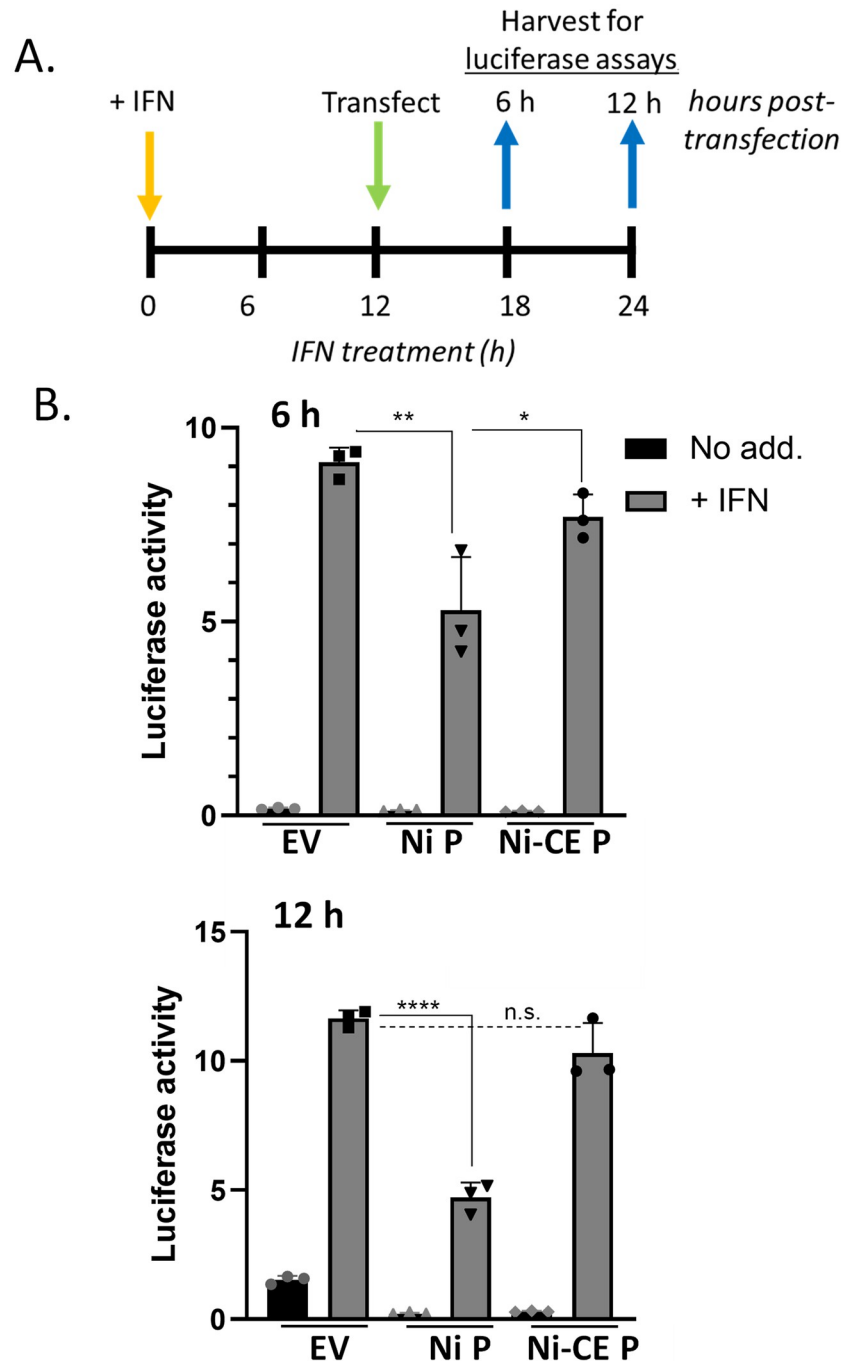 A.
Harvest for
luciferase assays
+ IFN
Transfect
6 h
12 h
hours post-
transfection
0
6
12
18
24
IFN treatment (h)
B.
6 h
**
*
No add.
+ IFN
10
5
0
Luciferase activity
EV
Ni P
Ni-CE P
12 h
****
n.s.
15
10
5
0
Luciferase activity
EV
Ni P
Ni-CE P